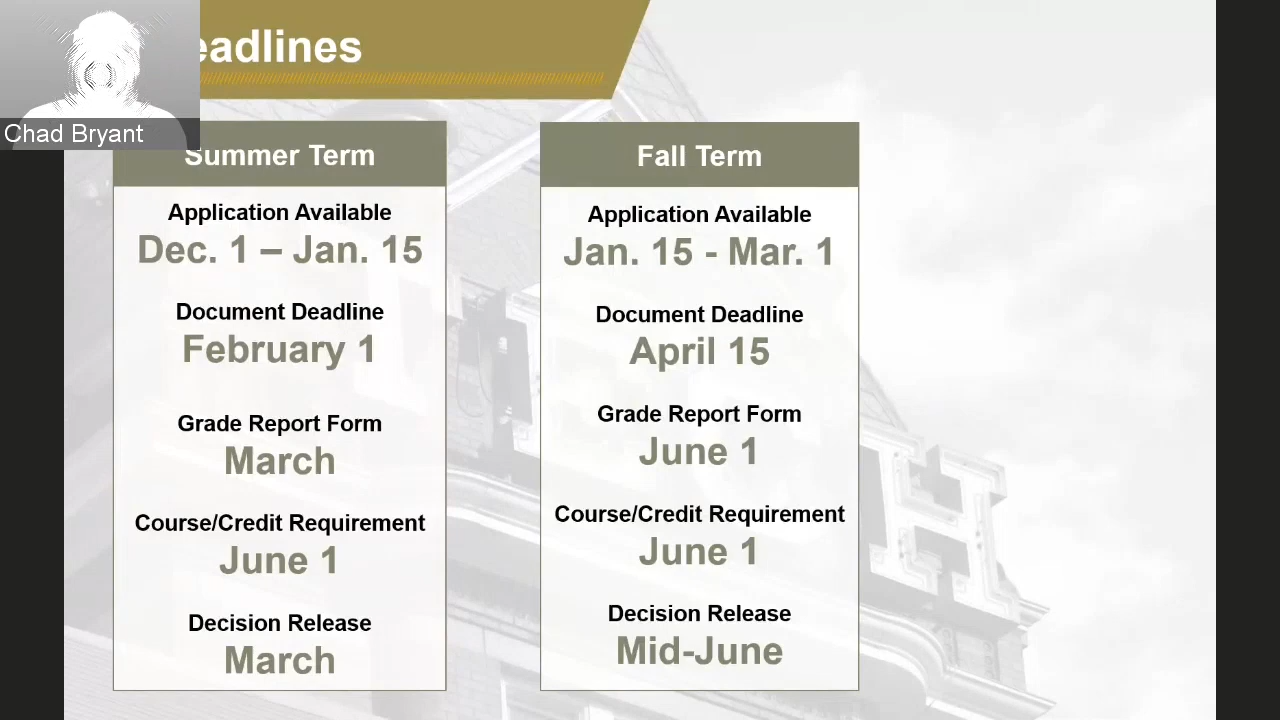 eadlines
Chad Bryant
Summer Term
Application Available
Dec. 1 – Jan. 15
Document Deadline
February 1
Grade Report Form
March
Course/Credit Requirement
June 1
Decision Release
March
Fall Term
Application Available
Jan. 15 - Mar. 1
Document Deadline
April 15
Grade Report Form
June 1
Course/Credit Requirement
June 1
Decision Release
Mid-June
H